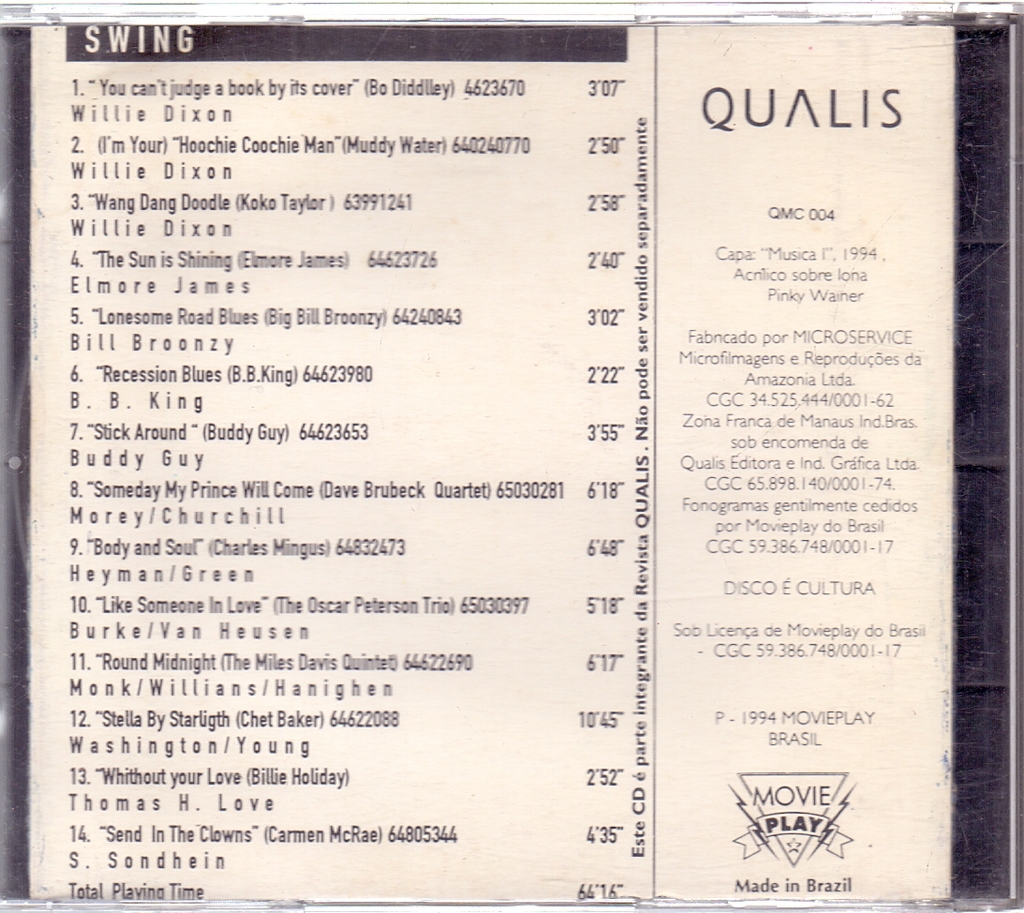 SWING
1. “You can't judge a book by its cover” (Bo Diddlley) 4623670 3'07”
Willie Dixon
2. (I'm Your) “Hoochie Coochie Man” (Muddy Water) 640240770 2'50”
Willie Dixon
3. “Wang Dang Doodle (Koko Taylor ) 63991241 2'58”
Willie Dixon
4. “The Sun is Shining (Elmore James) 64623726 2'40”
Elmore James
5. “Lonesome Road Blues (Big Bill Broonzy) 64240843 3'02”
Bill Broonzy
6. “Recession Blues (B.B.King) 64623980 2'22”
B. B. King
7. “Stick Around “ (Buddy Guy) 64623653 3'55”
Buddy Guy
8. “Someday My Prince Will Come (Dave Brubeck Quartet) 65030281 6'18”
Morey/Churchill
9. “Body and Soul” (Charles Mingus) 64832473 6'48”
Heyman/Green
10. “Like Someone In Love” (The Oscar Peterson Trio) 65030397 5'18”
Burke/Van Heusen
11. “Round Midnight (The Miles Davis Quintet) 64622690 6'17”
Monk/Willians/Hanighen
12. “Stella By Starligth (Chet Baker) 64622088 10'45”
Washington/Young
13. “Whithout your Love (Billie Holiday) 2'52”
Thomas H. Love
14. “Send In The Clowns” (Carmen McRae) 64805344 4'35”
S. Sondhein
Total Playing Time 64'16”
Este CD é parte integrante da Revista QUALIS. Não pode ser vendido separadamente
QUALIS
QMC 004
Capa: “Musica I”, 1994 ,
Acrílico sobre lona
Pinky Wainer
Fabricado por MICROSERVICE
Microfilmagens e Reproduções da
Amazonia Ltda.
CGC 34.525.444/0001-62
Zona Franca de Manaus Ind.Bras.
sob encomenda de
Qualis Editora e Ind. Gráfica Ltda.
CGC 65.898.140/0001-74.
Fonogramas gentilmente cedidos
por Movieplay do Brasil
CGC 59.386.748/0001-17
DISCO É CULTURA
Sob Licença de Movieplay do Brasil
- CGC 59.386.748/0001-17
P - 1994 MOVIEPLAY
BRASIL
MOVIE
PLAY
Made in Brazil